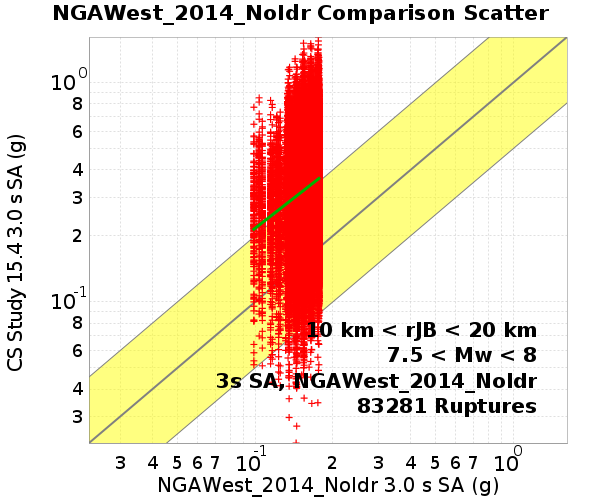 NGAWest_2014_NoIdr Comparison Scatter
CS Study 15.4 3.0 s SA (g)
10⁰
8
6
4
3
2
10⁻¹
8
6
4
3
10 km < rJB < 20 km
7.5 < Mw < 8
3s SA, NGAWest_2014_NoIdr
83281 Ruptures
3 4 5 6 7 10⁻¹ 2 3 4 5 6 7 10⁰
NGAWest_2014_NoIdr 3.0 s SA (g)